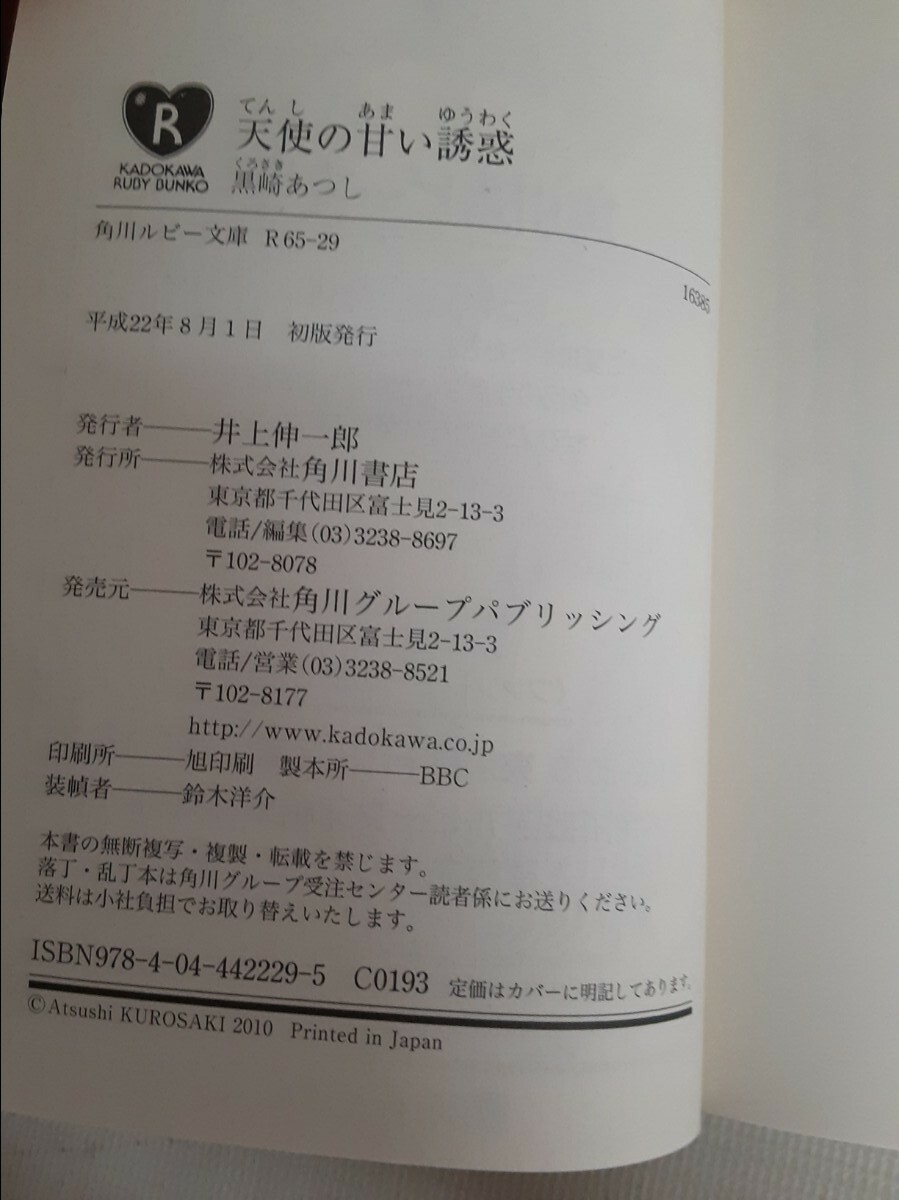 R
KADOKAWA
RUBY BUNKO
てんし あま ゆうわく
天使の甘い誘惑
くろさき
黒崎あつし
角川ルビー文庫 R65-29
16385
平成22年8月1日 初版発行
発行者――井上伸一郎
発行所――株式会社角川書店
東京都千代田区富士見2-13-3
電話/編集(03)3238-8697
〒102-8078
発売元――株式会社角川グループパブリッシング
東京都千代田区富士見2-13-3
電話/営業(03)3238-8521
〒102-8177
http://www.kadokawa.co.jp
印刷所――旭印刷 製本所――BBC
装幀者――鈴木洋介
本書の無断複写・複製・転載を禁じます。
落丁・乱丁本は角川グループ受注センター読者係にお送りください。
送料は小社負担でお取り替えいたします。
ISBN978-4-04-442229-5 C0193 定価はカバーに明記してあります。
©Atsushi KUROSAKI 2010 Printed in Japan